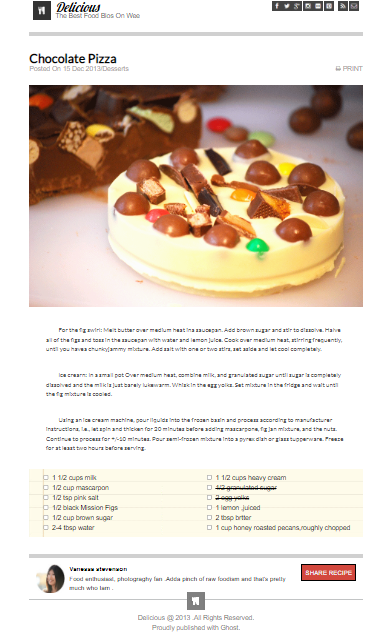 Delicious
The Best Food Blos On Wee
Chocolate Pizza
Posted On 15 Dec 2013/Desserts
PRINT
For the fig swirl: Melt butter over medium heat ina saucepan. Add brown sugar and stir to dissolve. Halve
all of the figs and toss in the saucepan with water and lemon juice. Cook over medium heat, stirring frequently,
until you have a chunkyjammy mixture. Add salt with one or two stirs, set aside and let cool completely.
Ice cream: In a small pot Over medium heat, combine milk, and granulated sugar until sugar is completely
dissolved and the milk is just barely lukewarm. Whisk in the egg yolks. Set mixture in the fridge and wait until
the fig mixture is cooled.
Using an ice cream machine, pour liquids into the frozen basin and process according to manufacturer
instructions, i.e., let spin and thicken for 20 minutes before adding mascarpone, fig jam mixture, and the nuts.
Continue to process for +/-10 minutes. Pour semi-frozen mixture into a pyrex dish or glass tupperware. Freeze
for at least two hours before serving.
1 1/2 cups milk
1/2 cup mascarpon
1/2 tsp pink salt
1/2 black Mission Figs
1/2 cup brown sugar
2-4 tbsp water
1 1/2 cups heavy cream
1/2 granulated sugar
2 egg yolks
1 lemon .juiced
2 tbsp brtter
1 cup honey roasted pecans,roughly chopped
Vanessa stevenson
Food enthusiast, photography fan .Adda pinch of raw foodism and that's pretty
much who Iam .
SHARE RECIPE
Delicious @ 2013 .All Rights Reserved.
Proudly published with Ghost.